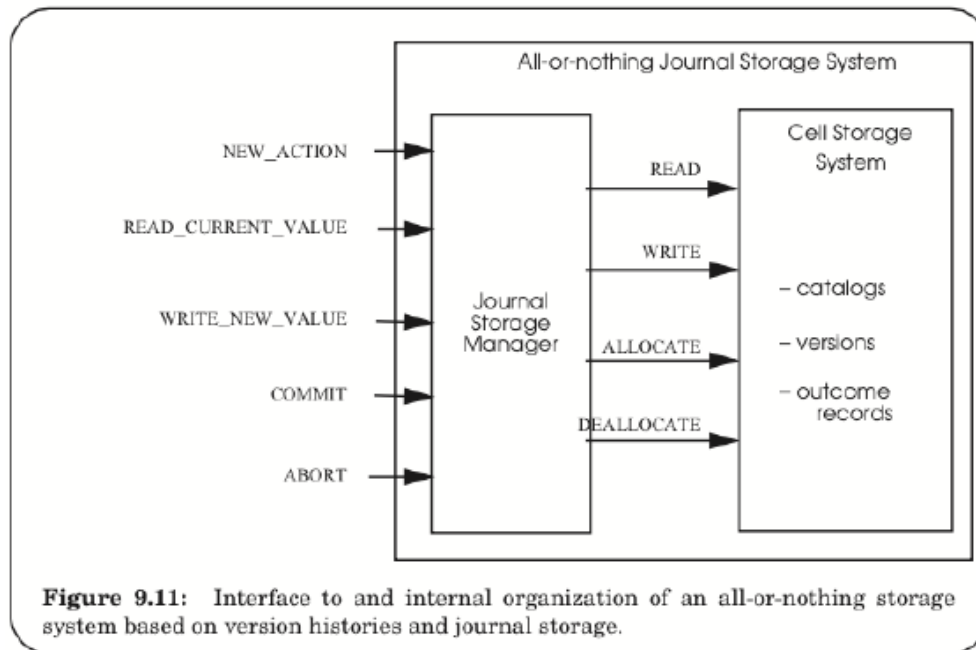 All-or-nothing Journal Storage System
NEW_ACTION
READ_CURRENT_VALUE
WRITE_NEW_VALUE
COMMIT
ABORT
Journal
Storage
Manager
READ
WRITE
ALLOCATE
DEALLOCATE
Cell Storage
System
– catalogs
– versions
– outcome
records
Figure 9.11: Interface to and internal organization of an all-or-nothing storage
system based on version histories and journal storage.